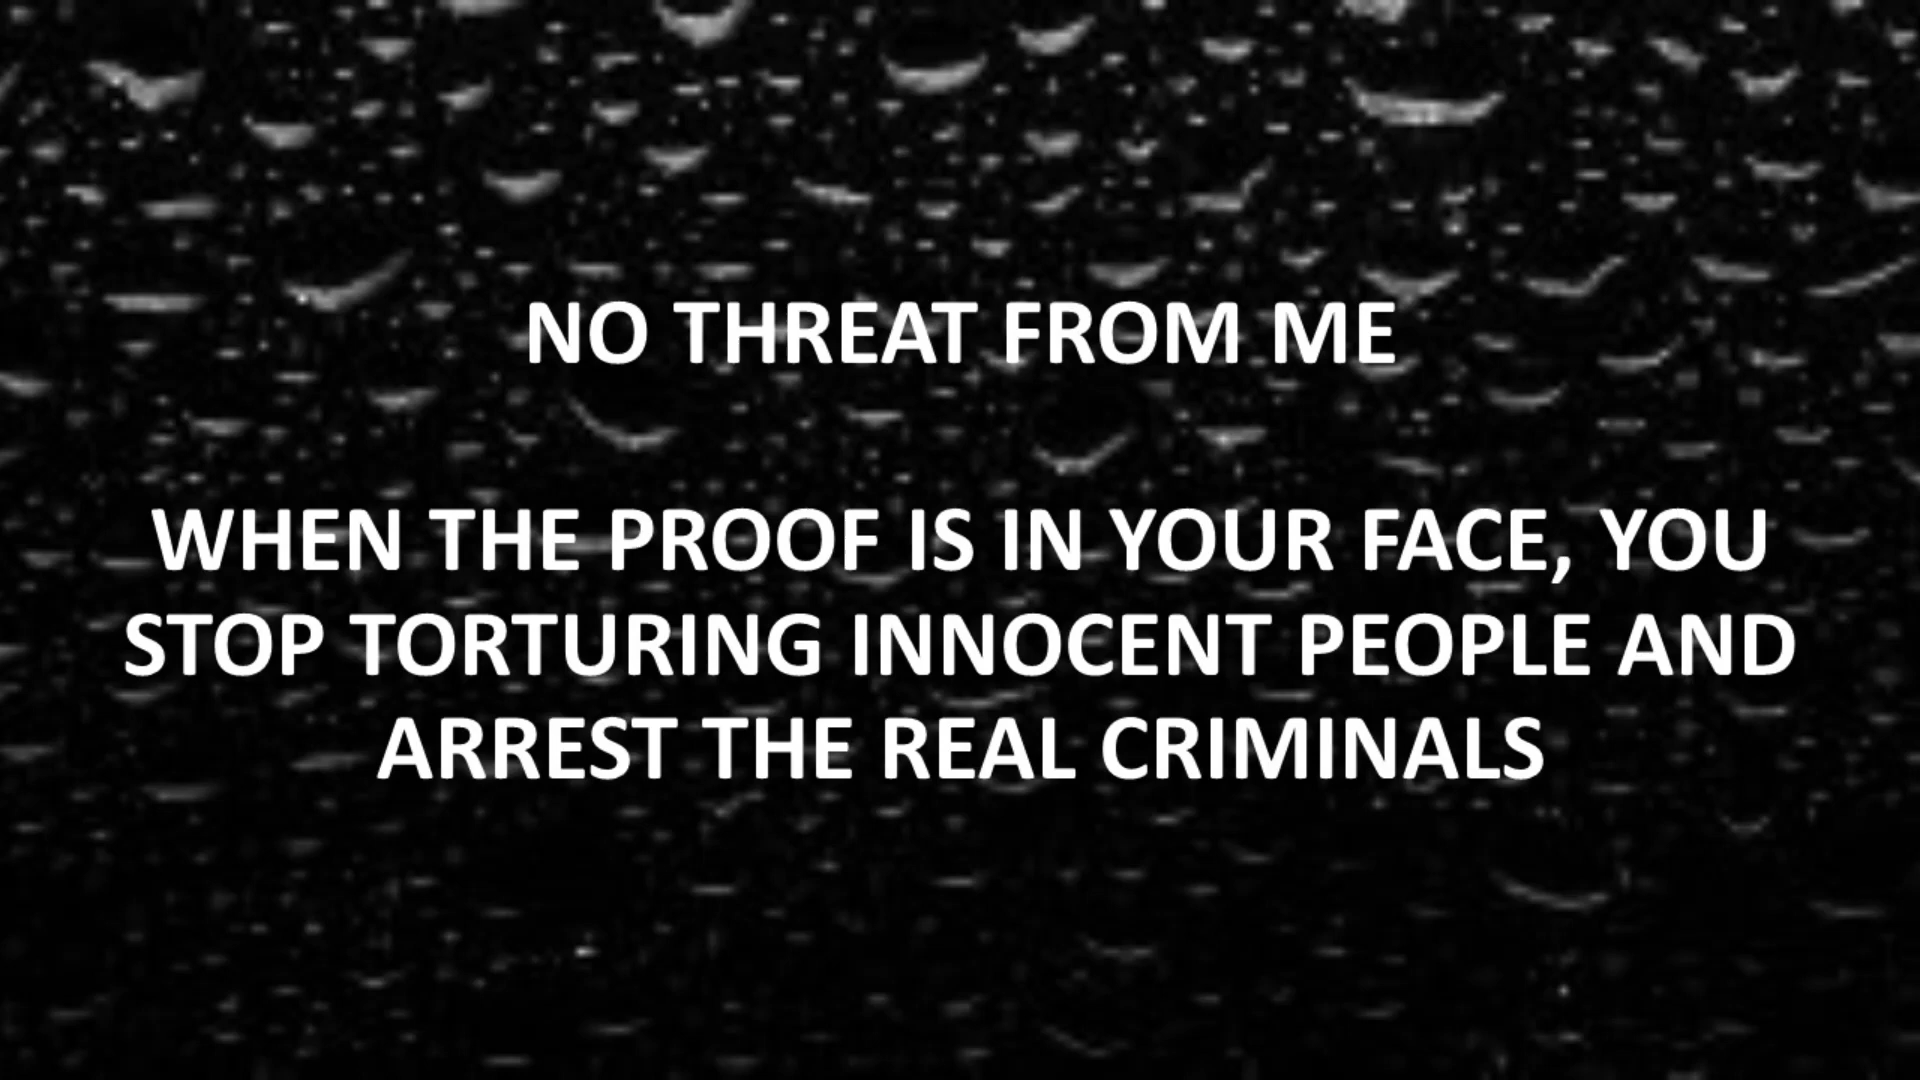 NO THREAT FROM ME
WHEN THE PROOF IS IN YOUR FACE, YOU
STOP TORTURING INNOCENT PEOPLE AND
ARREST THE REAL CRIMINALS